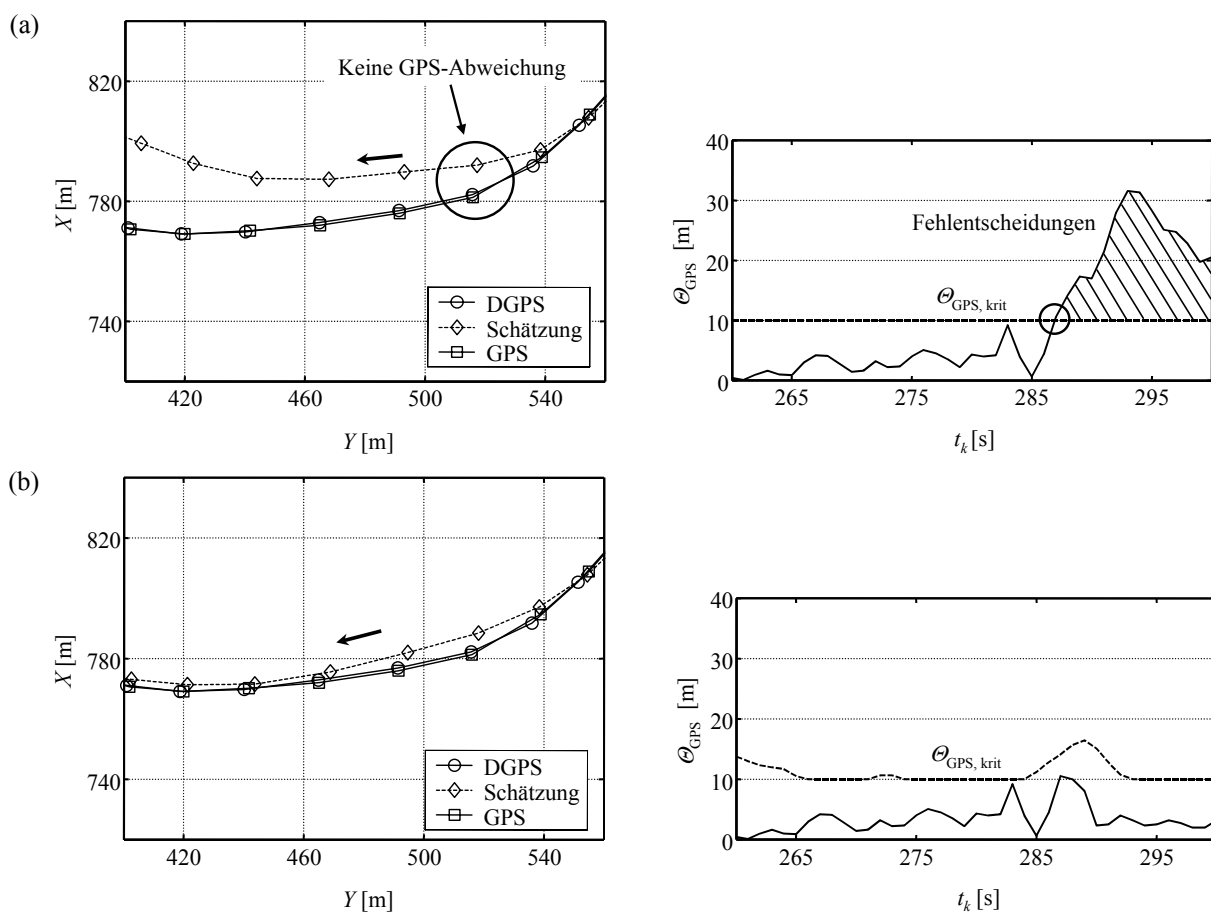 (a)
Keine GPS-Abweichung
820
780
740
X [m]
420 460 500 540
Y [m]
DGPS
Schätzung
GPS
40
30
20
10
0
Θ_GPS [m]
Fehlentscheidungen
Θ_GPS, krit
265 275 285 295
t_k [s]
(b)
820
780
740
X [m]
420 460 500 540
Y [m]
DGPS
Schätzung
GPS
40
30
20
10
0
Θ_GPS [m]
Θ_GPS, krit
265 275 285 295
t_k [s]